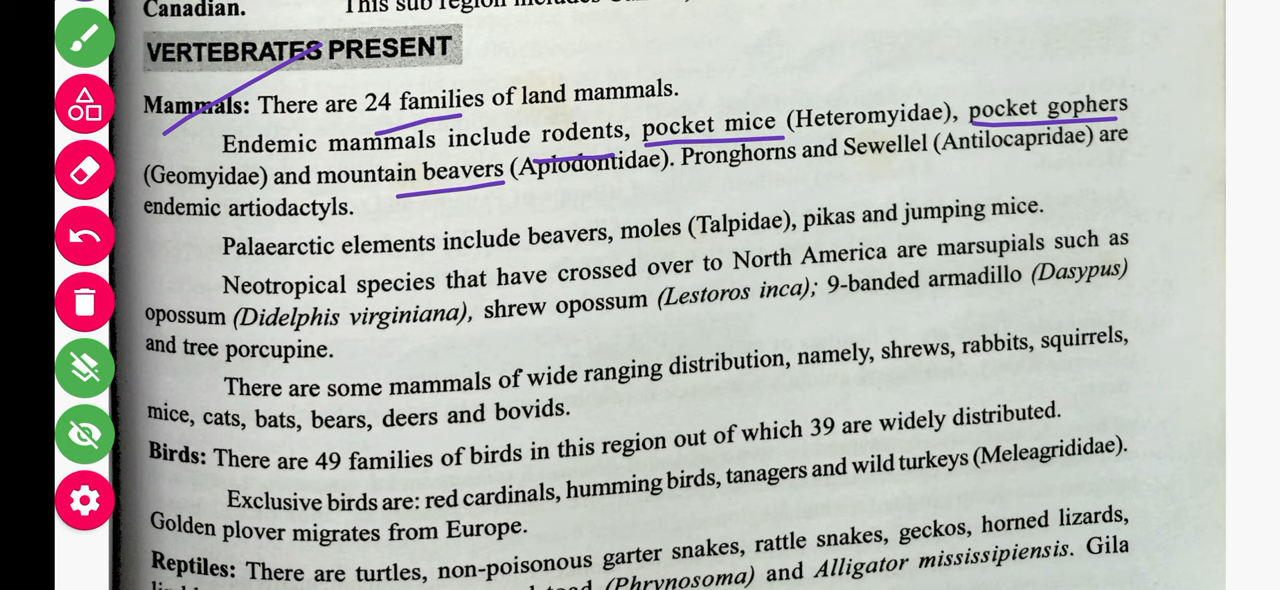 Canadian. This sub region includes
VERTEBRATES PRESENT
Mammals: There are 24 families of land mammals.
Endemic mammals include rodents, pocket mice (Heteromyidae), pocket gophers
(Geomyidae) and mountain beavers (Aplodontidae). Pronghorns and Sewellel (Antilocapridae) are
endemic artiodactyls.
Palaearctic elements include beavers, moles (Talpidae), pikas and jumping mice.
Neotropical species that have crossed over to North America are marsupials such as
opossum (Didelphis virginiana), shrew opossum (Lestoros inca); 9-banded armadillo (Dasypus)
and tree porcupine.
There are some mammals of wide ranging distribution, namely, shrews, rabbits, squirrels,
mice, cats, bats, bears, deers and bovids.
Birds: There are 49 families of birds in this region out of which 39 are widely distributed.
Exclusive birds are: red cardinals, humming birds, tanagers and wild turkeys (Meleagrididae).
Golden plover migrates from Europe.
Reptiles: There are turtles, non-poisonous garter snakes, rattle snakes, geckos, horned lizards,
(Phrynosoma) and Alligator mississipiensis. Gila